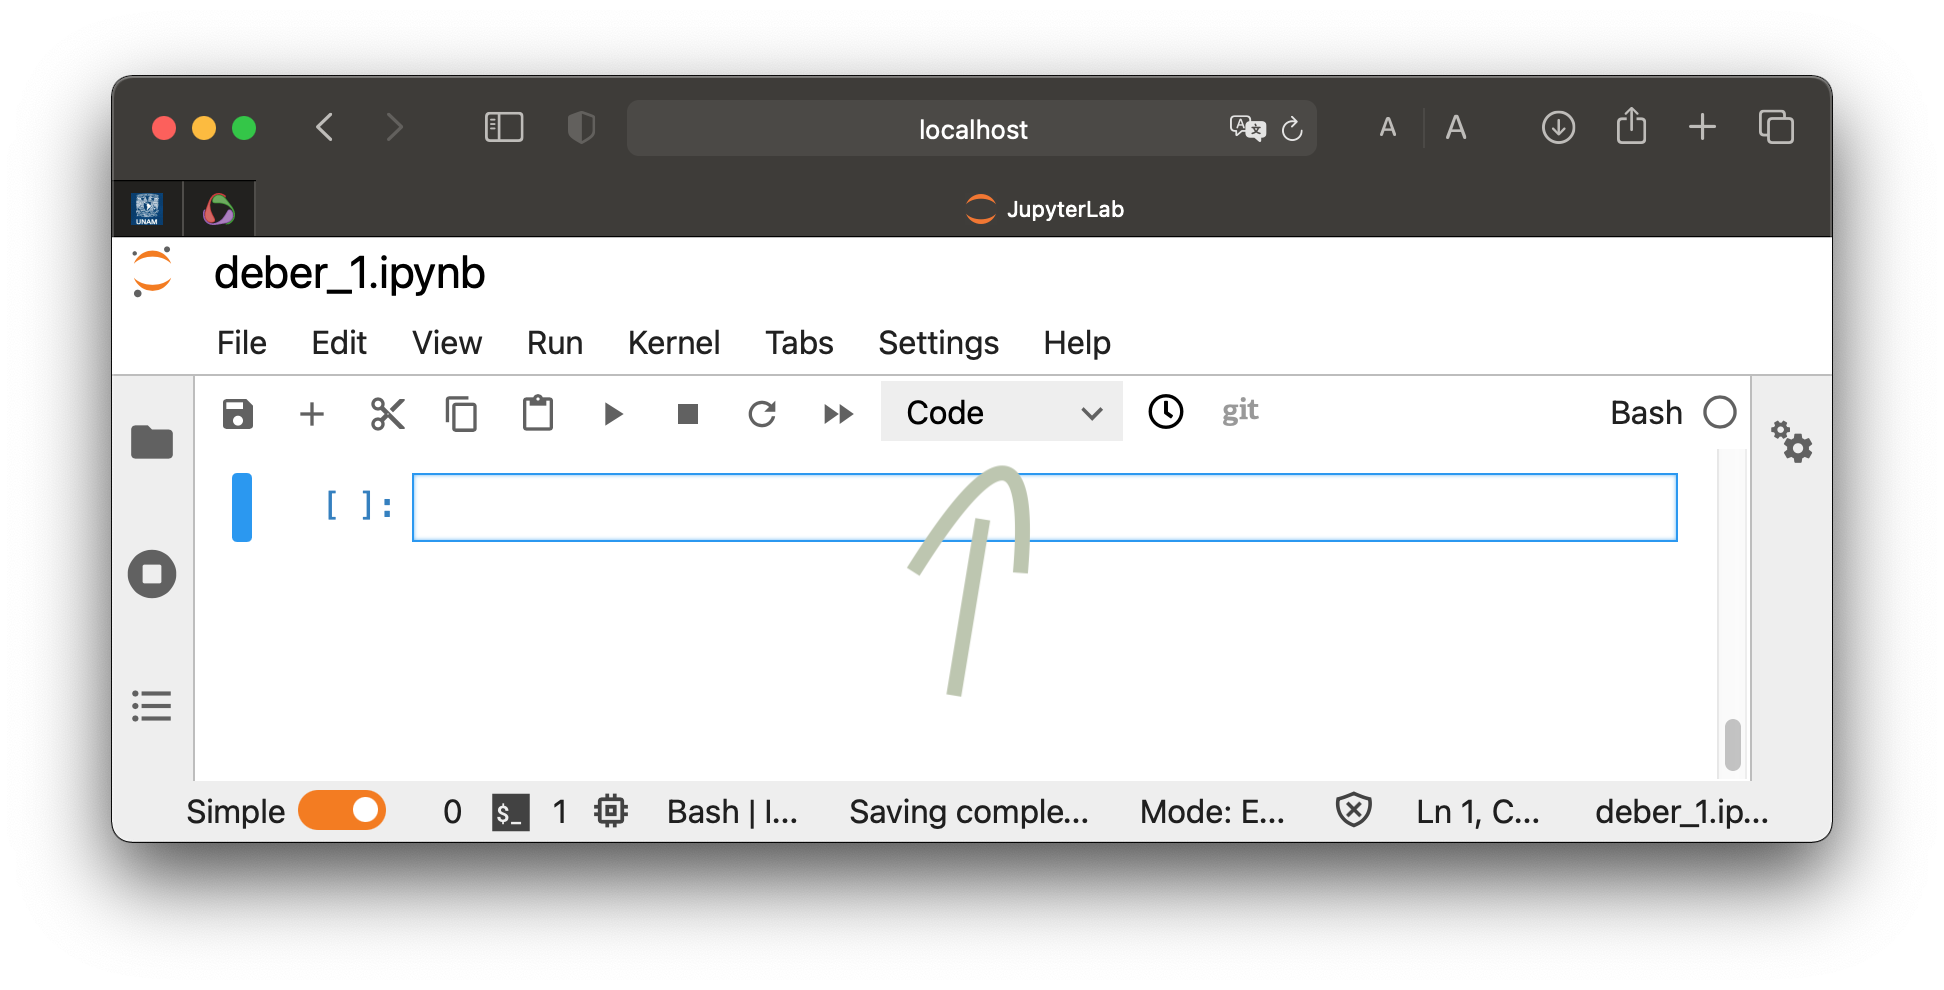 localhost
A A
UNAM
JupyterLab
deber_1.ipynb
File Edit View Run Kernel Tabs Settings Help
Code git Bash
[ ]:
Simple 0 $_ 1 Bash | I... Saving comple... Mode: E... Ln 1, C... deber_1.ip...